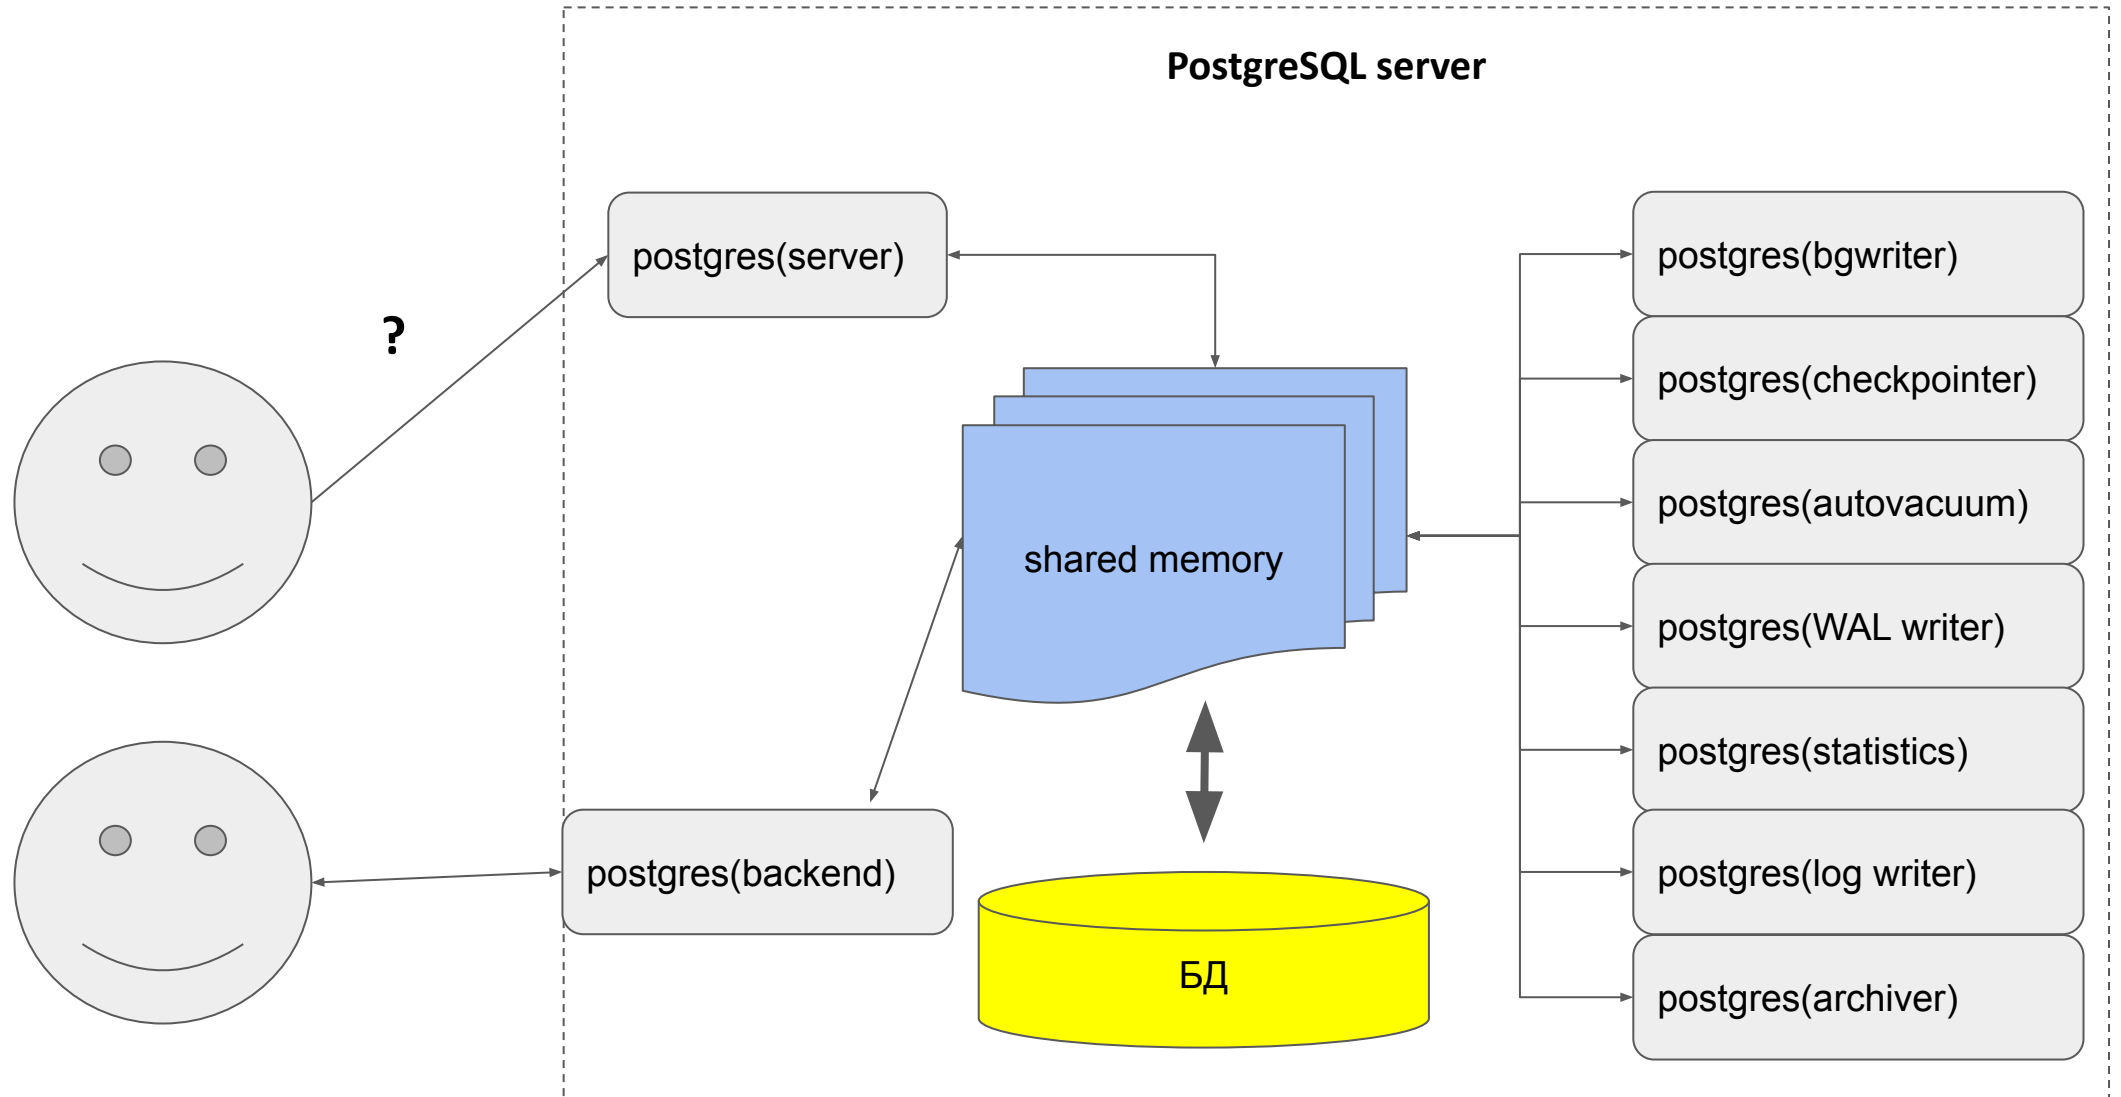 PostgreSQL server
postgres(server)
?
shared memory
postgres(backend)
БД
postgres(bgwriter)
postgres(checkpointer)
postgres(autovacuum)
postgres(WAL writer)
postgres(statistics)
postgres(log writer)
postgres(archiver)